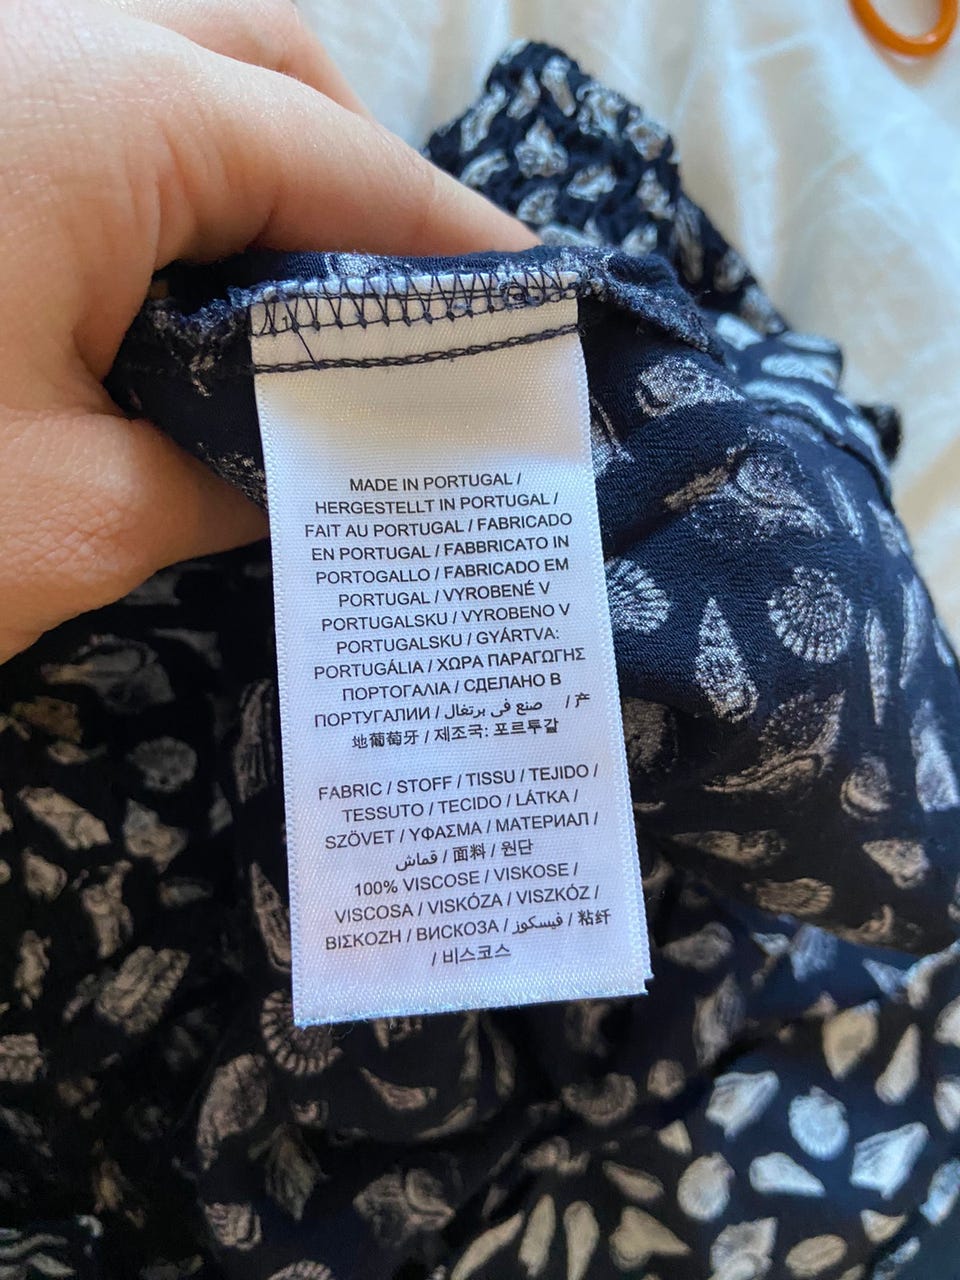 MADE IN PORTUGAL /
HERGESTELLT IN PORTUGAL /
FAIT AU PORTUGAL / FABRICADO
EN PORTUGAL / FABBRICATO IN
PORTOGALLO / FABRICADO EM
PORTUGAL / VYROBENÉ V
PORTUGALSKU / VYROBENO V
PORTUGALSKU / GYÁRTVA:
PORTUGÁLIA / ΧΩΡΑ ΠΑΡΑΓΩΓΗΣ
ΠΟΡΤΟΓΑΛΙΑ / СДЕЛАНО В
ПОРТУГАЛИИ / صنع في برتغال / 产
地葡萄牙 / 제조국: 포르투갈
FABRIC / STOFF / TISSU / TEJIDO /
TESSUTO / TECIDO / LÁTKA /
SZÖVET / ΥΦΑΣΜΑ / МАТЕРИАЛ /
قماش / 面料 / 원단
100% VISCOSE / VISKOSE /
VISCOSA / VISKÓZA / VISZKÓZ /
ΒΙΣΚΟΖΗ / ВИСКОЗА / فيسكوز / 粘纤
/ 비스코스